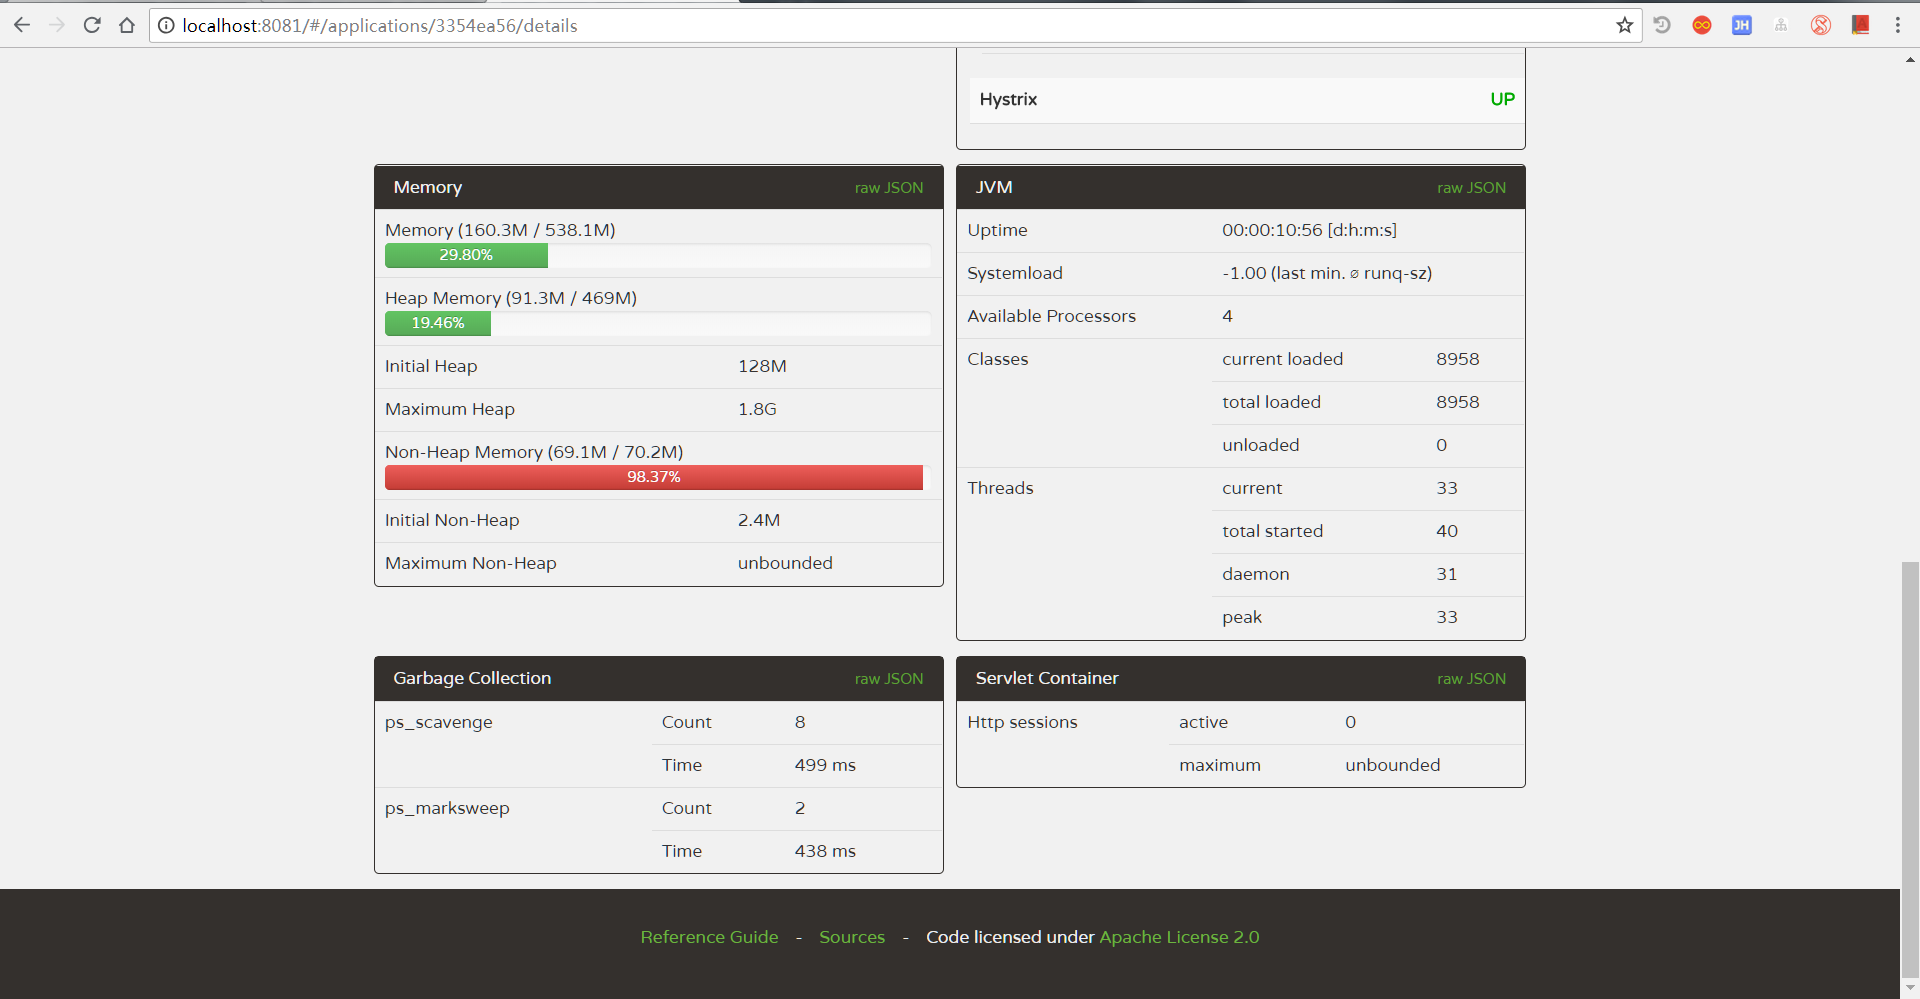 localhost:8081/#/applications/3354ea56/details
JH
Hystrix UP
Memory raw JSON
Memory (160.3M / 538.1M)
29.80%
Heap Memory (91.3M / 469M)
19.46%
Initial Heap 128M
Maximum Heap 1.8G
Non-Heap Memory (69.1M / 70.2M)
98.37%
Initial Non-Heap 2.4M
Maximum Non-Heap unbounded
JVM raw JSON
Uptime 00:00:10:56 [d:h:m:s]
Systemload -1.00 (last min. ⌀ runq-sz)
Available Processors 4
Classes current loaded 8958
total loaded 8958
unloaded 0
Threads current 33
total started 40
daemon 31
peak 33
Garbage Collection raw JSON
ps_scavenge Count 8
Time 499 ms
ps_marksweep Count 2
Time 438 ms
Servlet Container raw JSON
Http sessions active 0
maximum unbounded
Reference Guide - Sources - Code licensed under Apache License 2.0